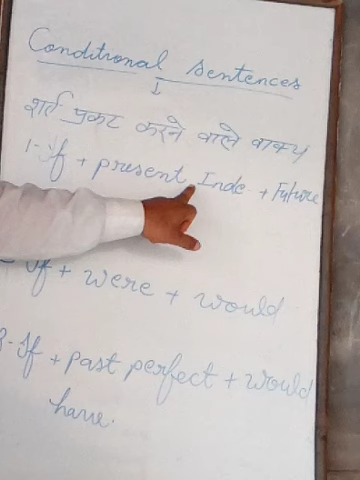 Conditional Sentences
↓
शर्त प्रकट करने वाले वाक्य
1- If + present Inde + Future
If + were + would
3- If + past perfect + would
have.